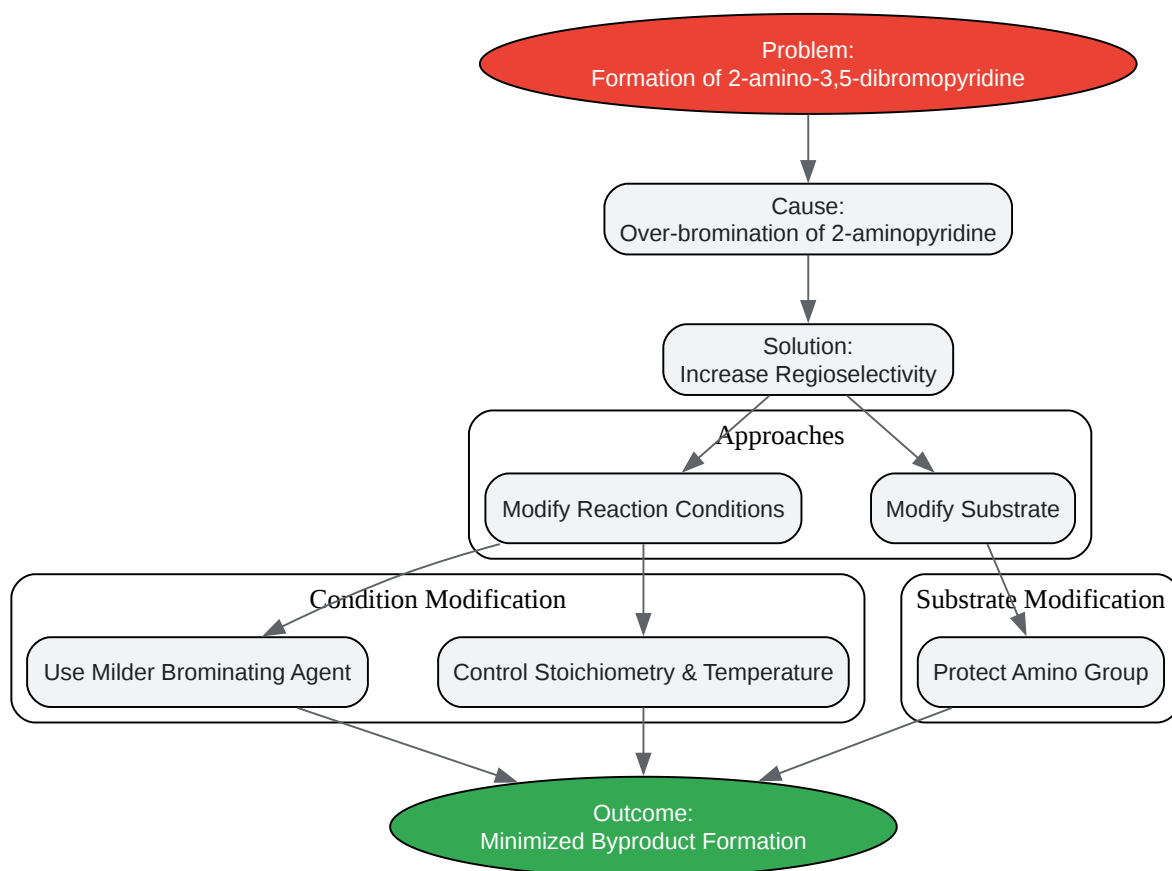 Problem:
Formation of 2-amino-3,5-dibromopyridine
Cause:
Over-bromination of 2-aminopyridine
Solution:
Increase Regioselectivity
Approaches
Modify Reaction Conditions
Modify Substrate
Condition Modification
Substrate Modification
Use Milder Brominating Agent
Control Stoichiometry & Temperature
Protect Amino Group
Outcome:
Minimized Byproduct Formation